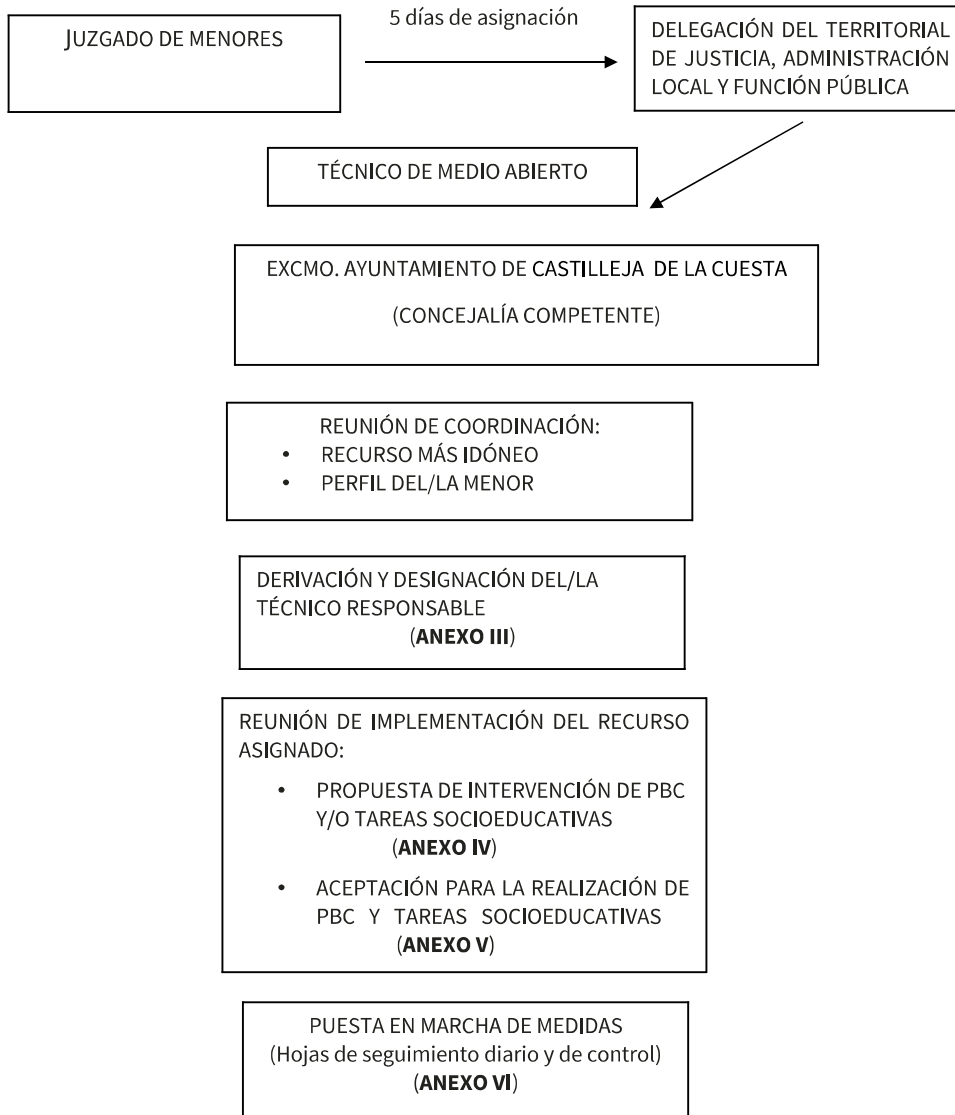 JUZGADO DE MENORES
5 días de asignación
DELEGACIÓN DEL TERRITORIAL
DE JUSTICIA, ADMINISTRACIÓN
LOCAL Y FUNCIÓN PÚBLICA
TÉCNICO DE MEDIO ABIERTO
EXCMO. AYUNTAMIENTO DE CASTILLEJA DE LA CUESTA
(CONCEJALÍA COMPETENTE)
REUNIÓN DE COORDINACIÓN:
• RECURSO MÁS IDÓNEO
• PERFIL DEL/LA MENOR
DERIVACIÓN Y DESIGNACIÓN DEL/LA
TÉCNICO RESPONSABLE
(ANEXO III)
REUNIÓN DE IMPLEMENTACIÓN DEL RECURSO
ASIGNADO:
• PROPUESTA DE INTERVENCIÓN DE PBC
Y/O TAREAS SOCIOEDUCATIVAS
(ANEXO IV)
• ACEPTACIÓN PARA LA REALIZACIÓN DE
PBC Y TAREAS SOCIOEDUCATIVAS
(ANEXO V)
PUESTA EN MARCHA DE MEDIDAS
(Hojas de seguimiento diario y de control)
(ANEXO VI)